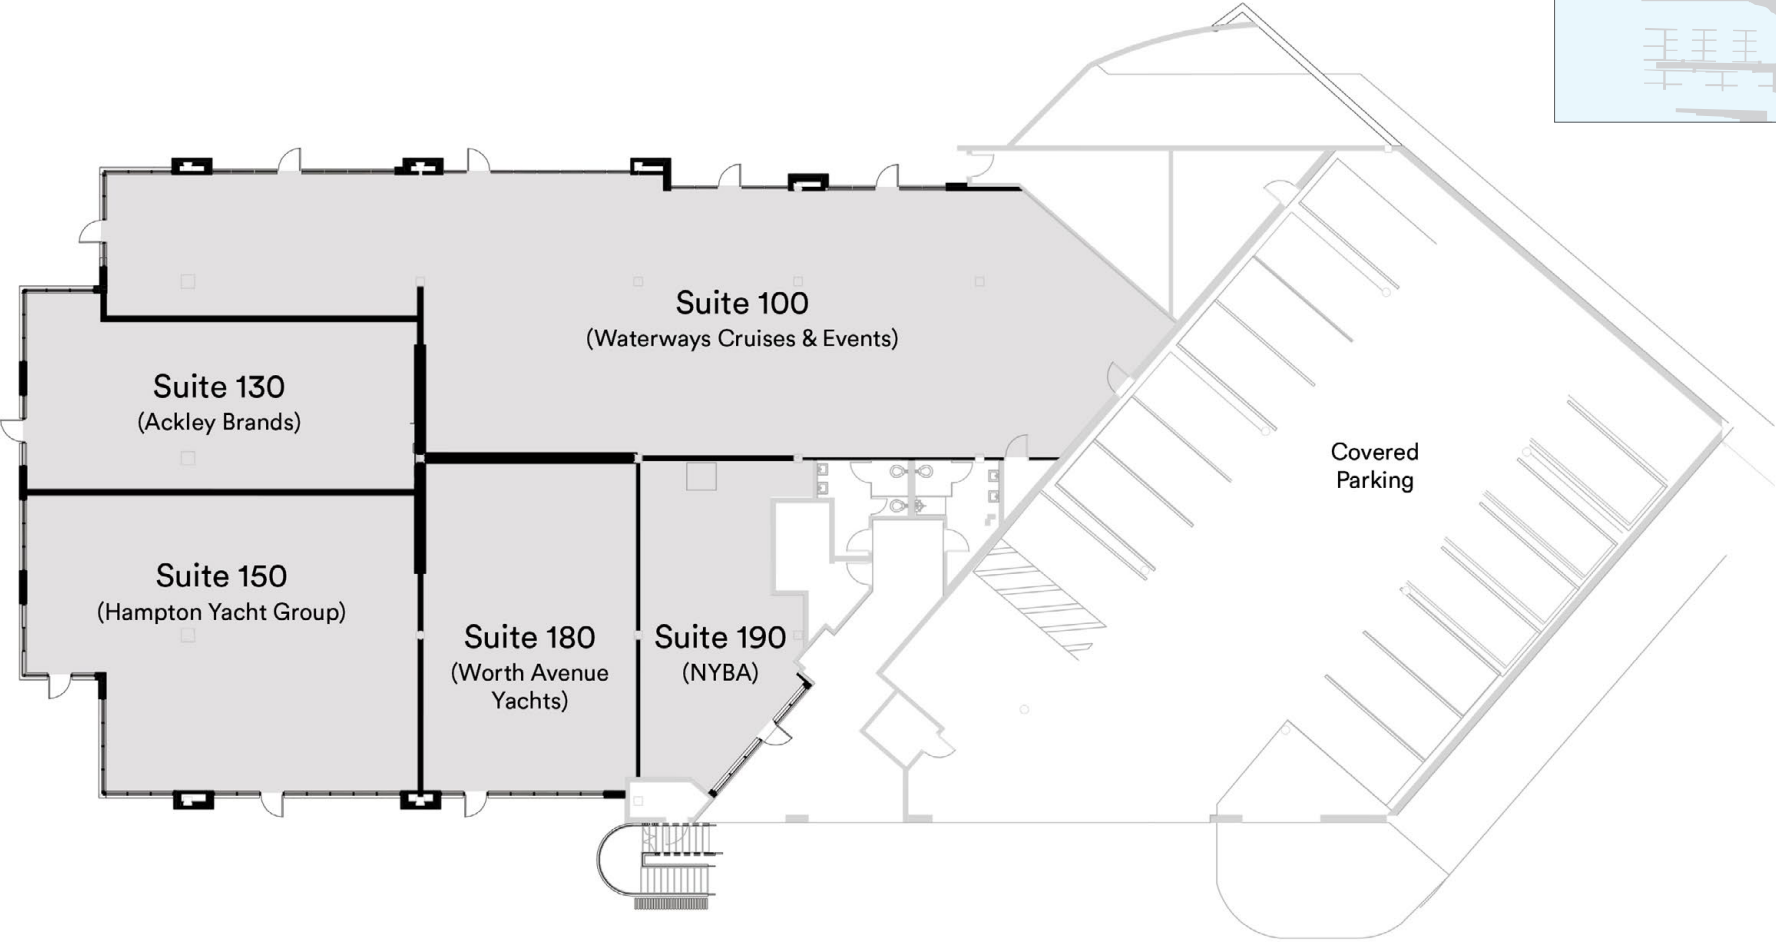 Suite 100
(Waterways Cruises & Events)
Suite 130
(Ackley Brands)
Covered
Parking
Suite 150
(Hampton Yacht Group)
Suite 180
(Worth Avenue
Yachts)
Suite 190
(NYBA)